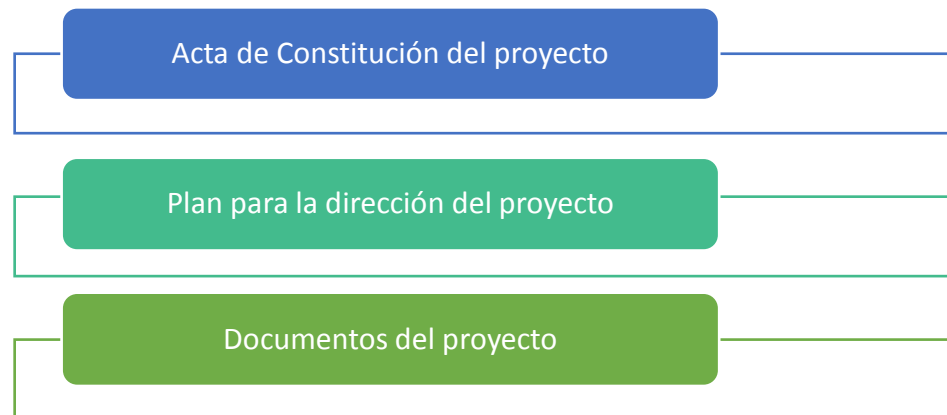 Acta de Constitución del proyecto
Plan para la dirección del proyecto
Documentos del proyecto